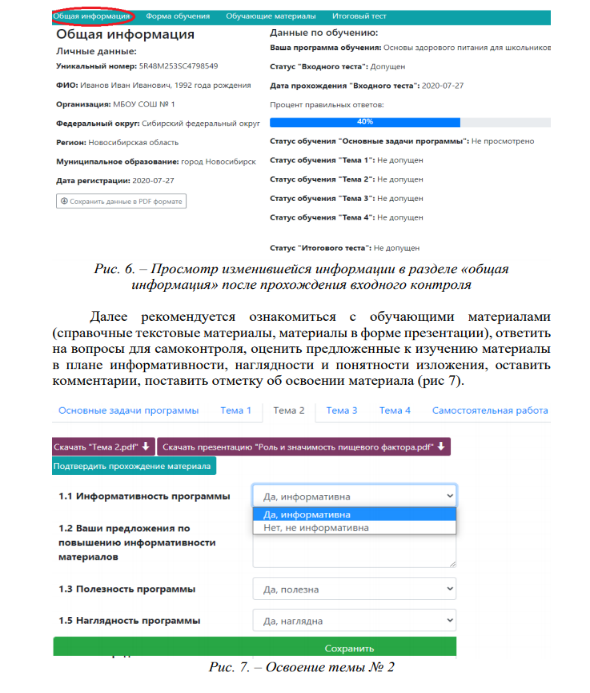 Общая информация Форма обучения Обучающие материалы Итоговый тест
Общая информация
Личные данные:
Уникальный номер: 5R48M253SC4798549
ФИО: Иванов Иван Иванович, 1992 года рождения
Организация: МБОУ СОШ № 1
Федеральный округ: Сибирский федеральный округ
Регион: Новосибирская область
Муниципальное образование: город Новосибирск
Дата регистрации: 2020-07-27
Сохранить данные в PDF формате
Данные по обучению:
Ваша программа обучения: Основы здорового питания для школьников
Статус "Входного теста": Допущен
Дата прохождения "Входного теста": 2020-07-27
Процент правильных ответов:
40%
Статус обучения "Основные задачи программы": Не просмотрено
Статус обучения "Тема 1": Не допущен
Статус обучения "Тема 2": Не допущен
Статус обучения "Тема 3": Не допущен
Статус обучения "Тема 4": Не допущен
Статус "Итогового теста": Не допущен
Рис. 6. – Просмотр изменившейся информации в разделе «общая
информация» после прохождения входного контроля
Далее рекомендуется ознакомиться с обучающими материалами
(справочные текстовые материалы, материалы в форме презентации), ответить
на вопросы для самоконтроля, оценить предложенные к изучению материалы
в плане информативности, наглядности и понятности изложения, оставить
комментарии, поставить отметку об освоении материала (рис 7).
Основные задачи программы Тема 1 Тема 2 Тема 3 Тема 4 Самостоятельная работа
Скачать "Тема 2.pdf" Скачать презентацию "Роль и значимость пищевого фактора.pdf"
Подтвердить прохождение материала
1.1 Информативность программы Да, информативна
Да, информативна
Нет, не информативна
1.2 Ваши предложения по
повышению информативности
материалов
1.3 Полезность программы Да, полезна
1.5 Наглядность программы Да, наглядна
Сохранить
Рис. 7. – Освоение темы № 2